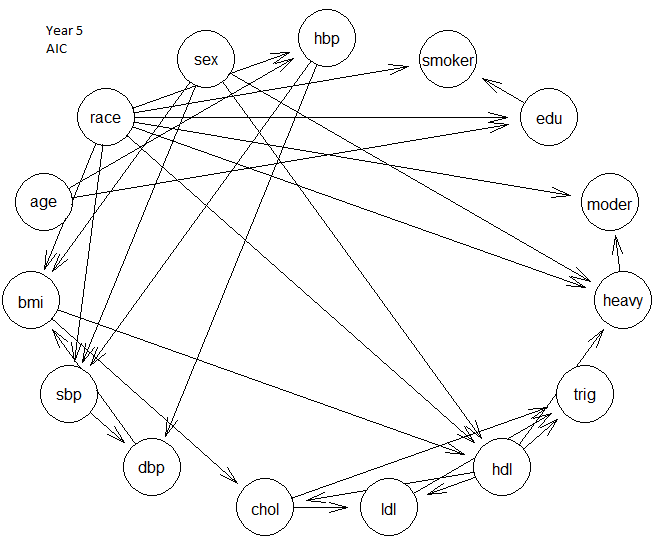 Year 5
AIC
hbp
sex
smoker
race
edu
age
moder
bmi
heavy
sbp
trig
dbp
hdl
chol
ldl